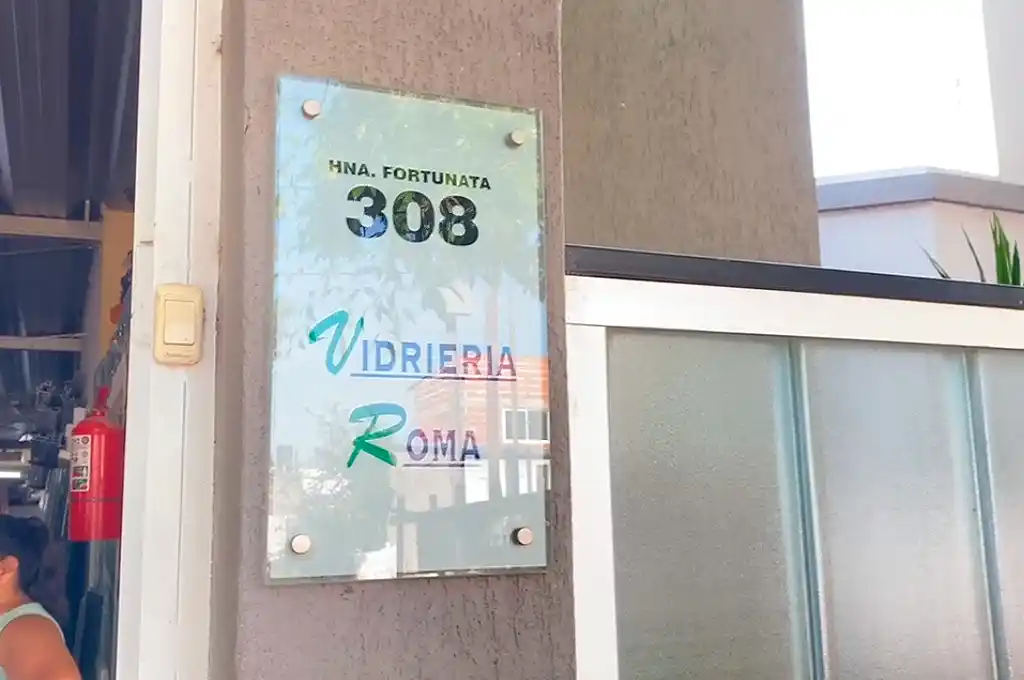 HNA. FORTUNATA
308
VIDRIERIA
ROMA